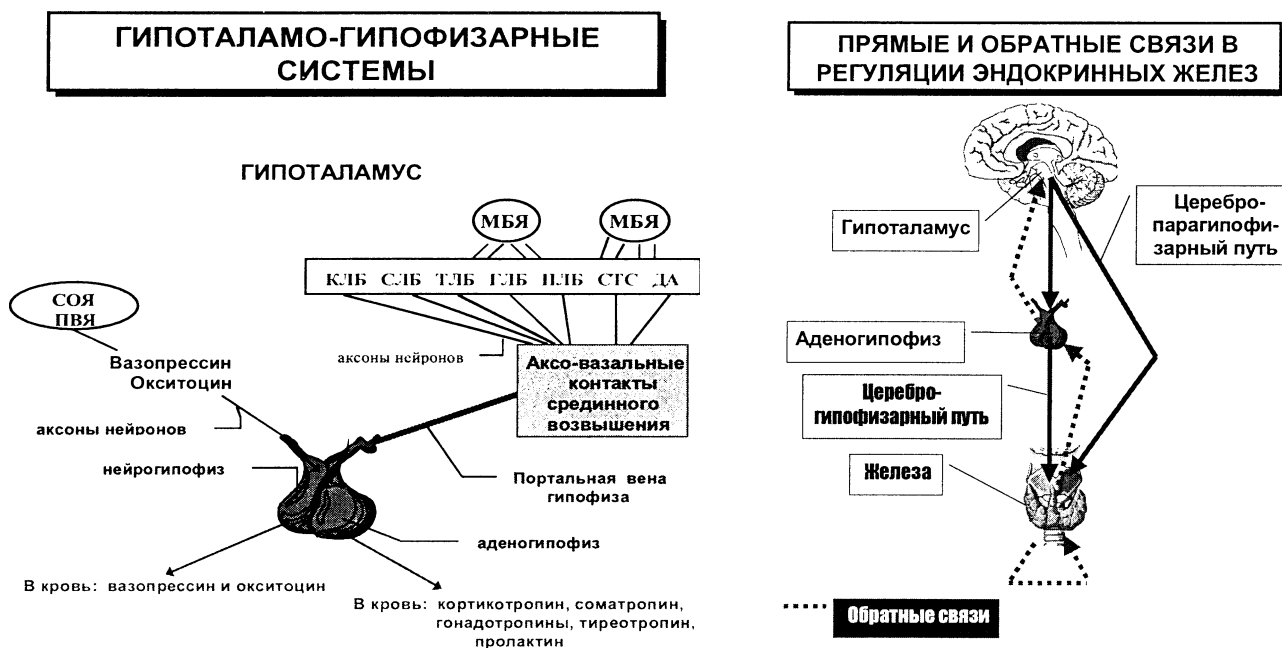 ГИПОТАЛАМО-ГИПОФИЗАРНЫЕ
СИСТЕМЫ
ГИПОТАЛАМУС
МБЯ МБЯ
КЛБ СЛБ ТЛБ ГЛБ ПЛБ СТС ДА
СОЯ
ПВЯ
Вазопрессин
Окситоцин
аксоны нейронов
Аксо-вазальные
контакты
срединного
возвышения
аксоны нейронов
нейрогипофиз
Портальная вена
гипофиза
аденогипофиз
В кровь: вазопрессин и окситоцин
В кровь: кортикотропин, соматропин,
гонадотропины, тиреотропин,
пролактин
ПРЯМЫЕ И ОБРАТНЫЕ СВЯЗИ В
РЕГУЛЯЦИИ ЭНДОКРИННЫХ ЖЕЛЕЗ
Гипоталамус
Церебро-
парагипофи-
зарный путь
Аденогипофиз
Церебро-
гипофизарный путь
Железа
Обратные связи